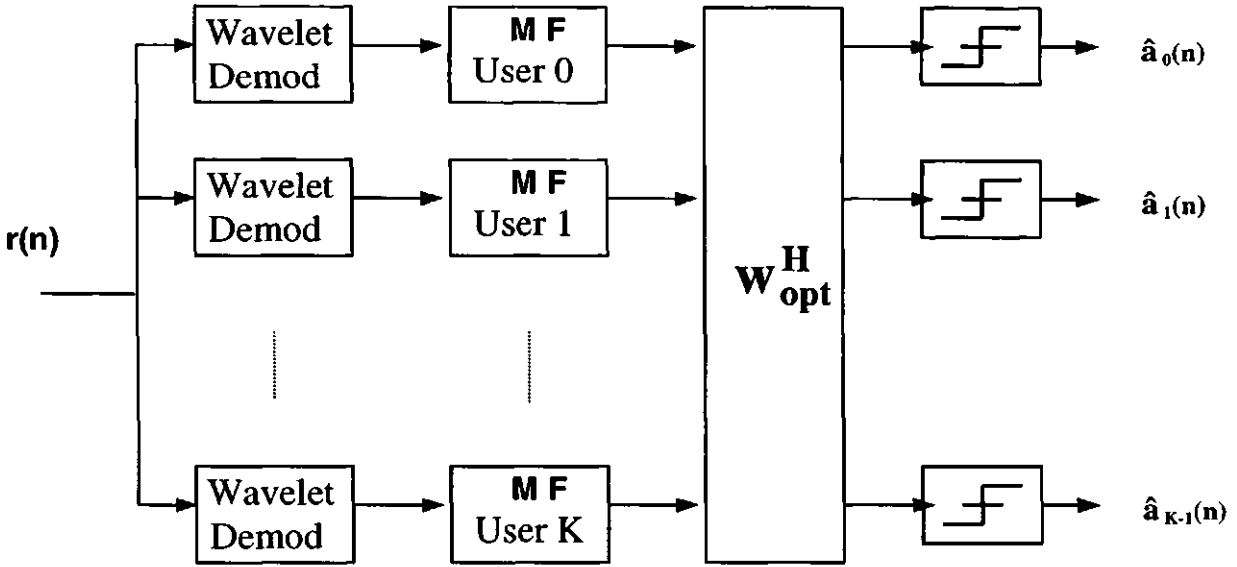 Wavelet
Demod
M F
User 0
â₀(n)
Wavelet
Demod
M F
User 1
â₁(n)
r(n)
W^H_opt
Wavelet
Demod
M F
User K
â_K-1(n)